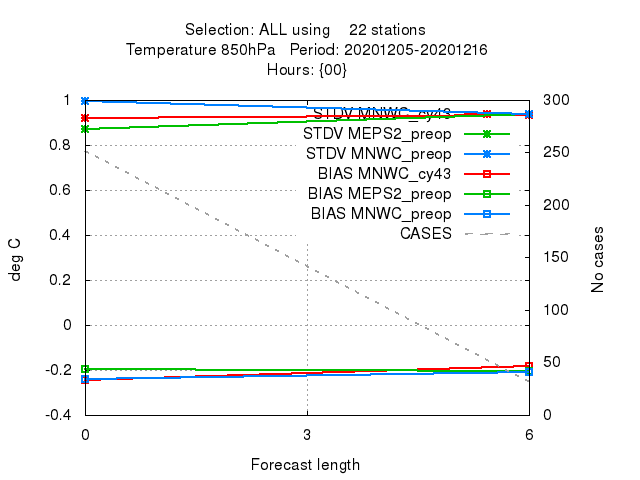 Selection: ALL using 22 stations
Temperature 850hPa Period: 20201205-20201216
Hours: {00}
1
0.8
0.6
0.4
0.2
0
-0.2
-0.4
deg C
300
250
200
150
100
50
0
No cases
STDV MNWC_cy43
STDV MEPS2_preop
STDV MNWC_preop
BIAS MNWC_cy43
BIAS MEPS2_preop
BIAS MNWC_preop
CASES
0 3 6
Forecast length